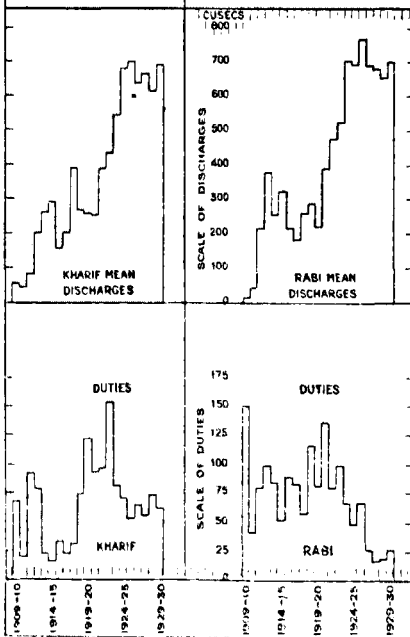 CUSECS
800
700
600
500
400
300
200
100
0
SCALE OF DISCHARGES
KHARIF MEAN
DISCHARGES
RABI MEAN
DISCHARGES
DUTIES
KHARIF
1909-10
1914-15
1919-20
1924-25
1929-30
175
150
125
100
75
50
25
0
SCALE OF DUTIES
DUTIES
RABI
1909-10
1914-15
1919-20
1924-25
1929-30